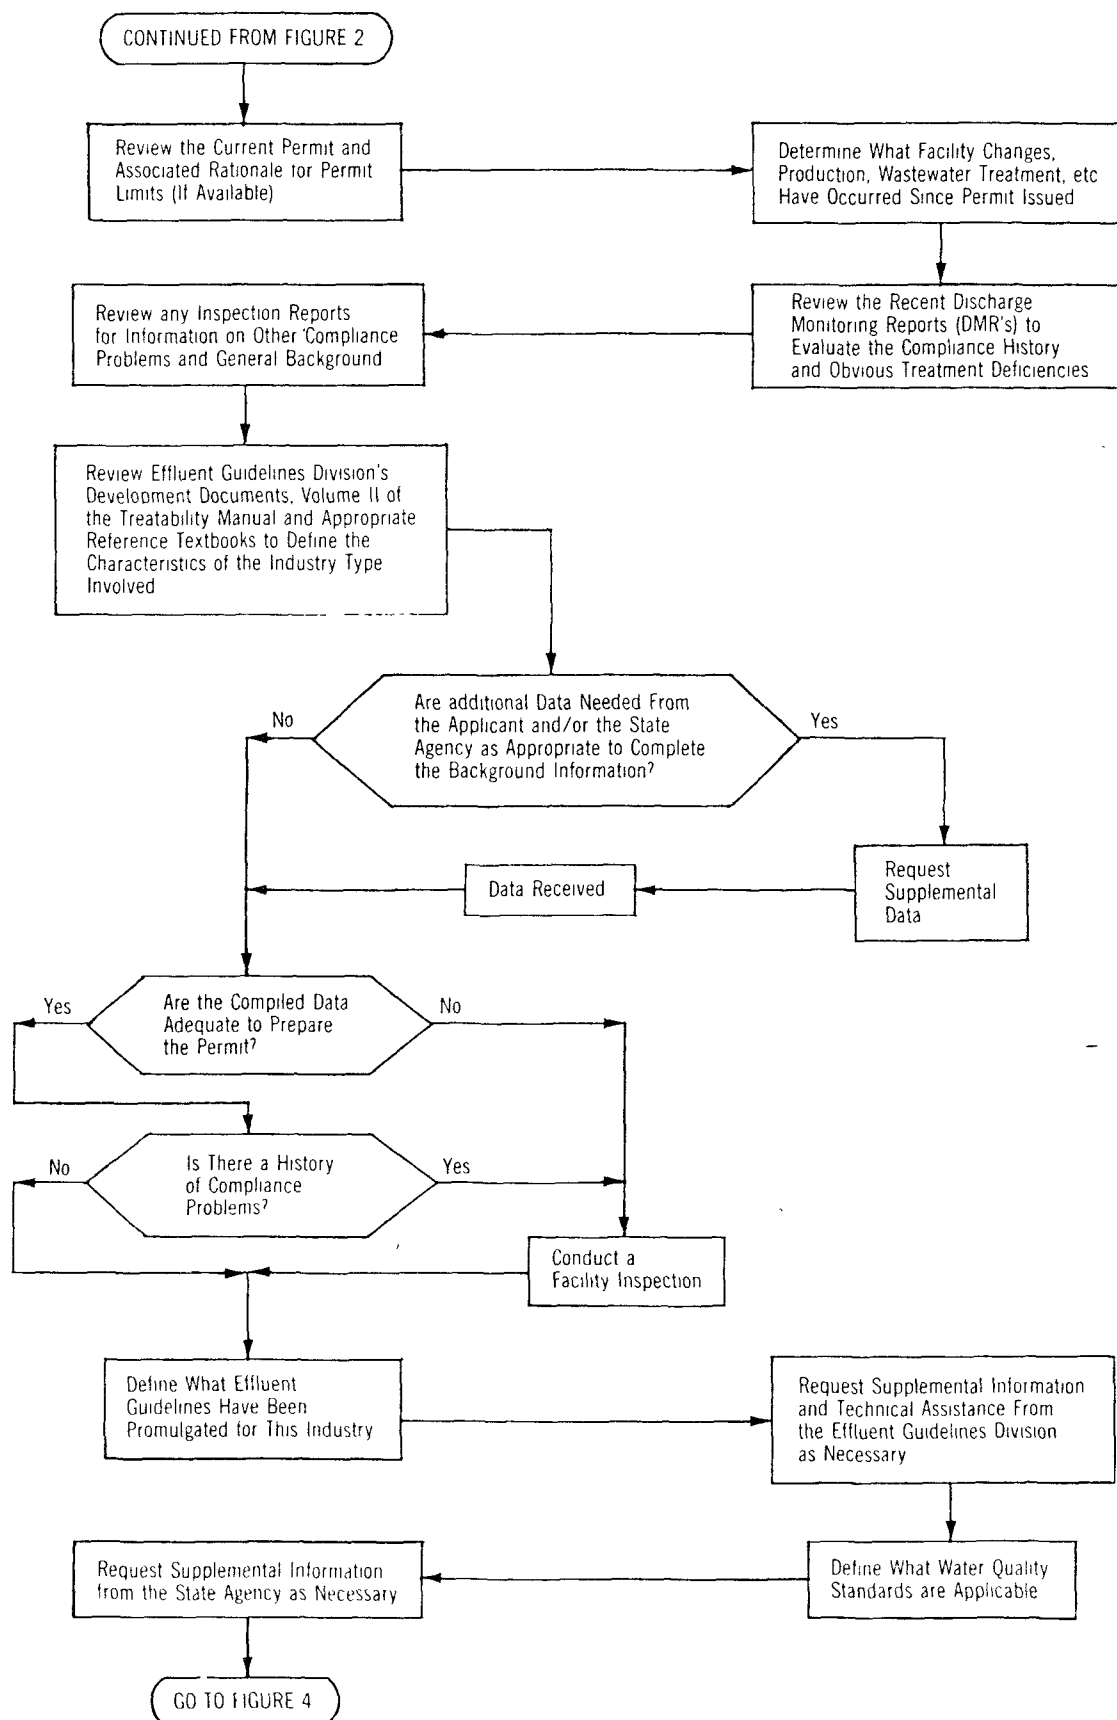 CONTINUED FROM FIGURE 2
Review the Current Permit and
Associated Rationale for Permit
Limits (If Available)
Determine What Facility Changes,
Production, Wastewater Treatment, etc
Have Occurred Since Permit Issued
Review any Inspection Reports
for Information on Other Compliance
Problems and General Background
Review the Recent Discharge
Monitoring Reports (DMR's) to
Evaluate the Compliance History
and Obvious Treatment Deficiencies
Review Effluent Guidelines Division's
Development Documents, Volume II of
the Treatability Manual and Appropriate
Reference Textbooks to Define the
Characteristics of the Industry Type
Involved
No
Are additional Data Needed From
the Applicant and/or the State
Agency as Appropriate to Complete
the Background Information?
Yes
Data Received
Request
Supplemental
Data
Yes
Are the Compiled Data
Adequate to Prepare
the Permit?
No
No
Is There a History
of Compliance
Problems?
Yes
Conduct a
Facility Inspection
Define What Effluent
Guidelines Have Been
Promulgated for This Industry
Request Supplemental Information
and Technical Assistance From
the Effluent Guidelines Division
as Necessary
Request Supplemental Information
from the State Agency as Necessary
Define What Water Quality
Standards are Applicable
GO TO FIGURE 4